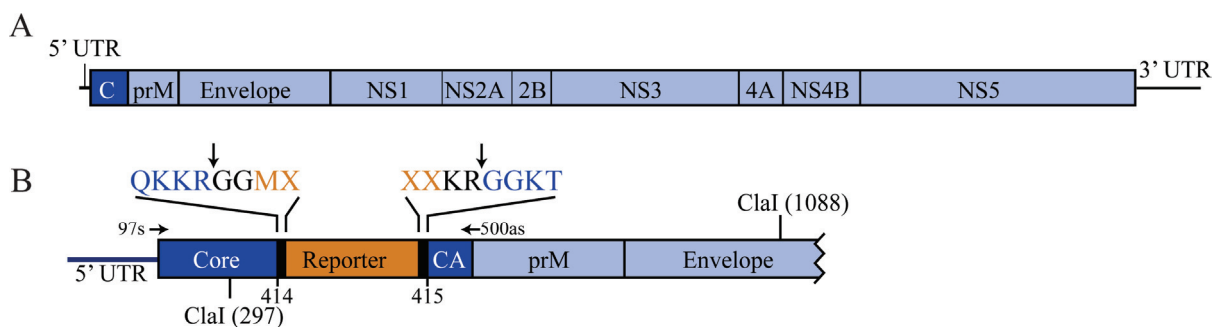 A
5’ UTR
3’ UTR
C prM Envelope NS1 NS2A 2B NS3 4A NS4B NS5
B
QKKRGGMX XXKRGGKT
ClaI (1088)
97s 500as
Core Reporter CA prM Envelope
5’ UTR
414 415
ClaI (297)